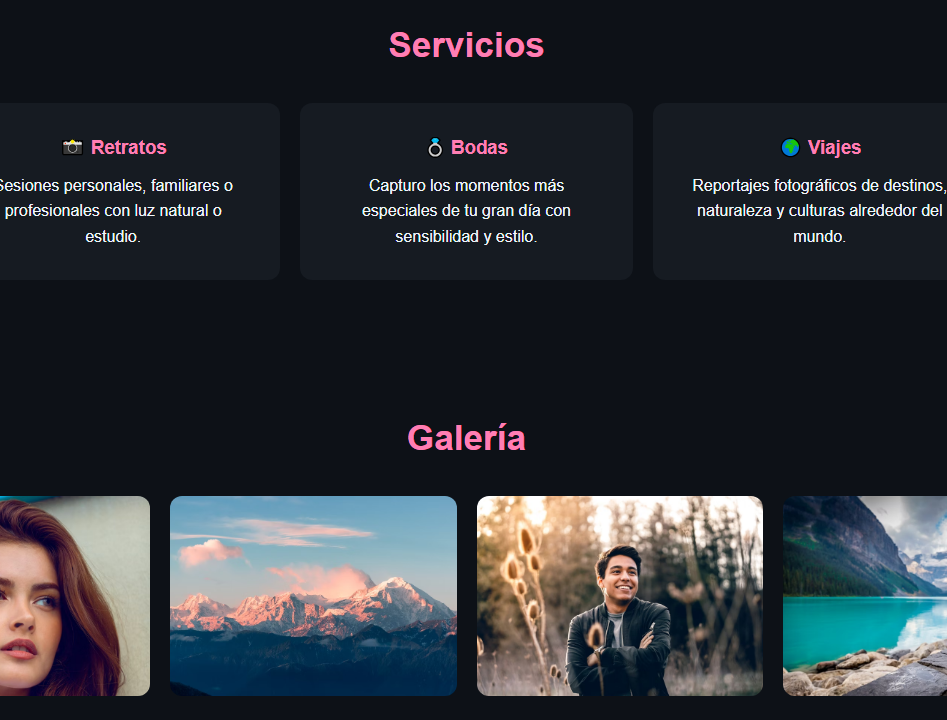 Servicios
Retratos
Bodas
Viajes
Sesiones personales, familiares o
profesionales con luz natural o
estudio.
Capturo los momentos más
especiales de tu gran día con
sensibilidad y estilo.
Reportajes fotográficos de destinos,
naturaleza y culturas alrededor del
mundo.
Galería